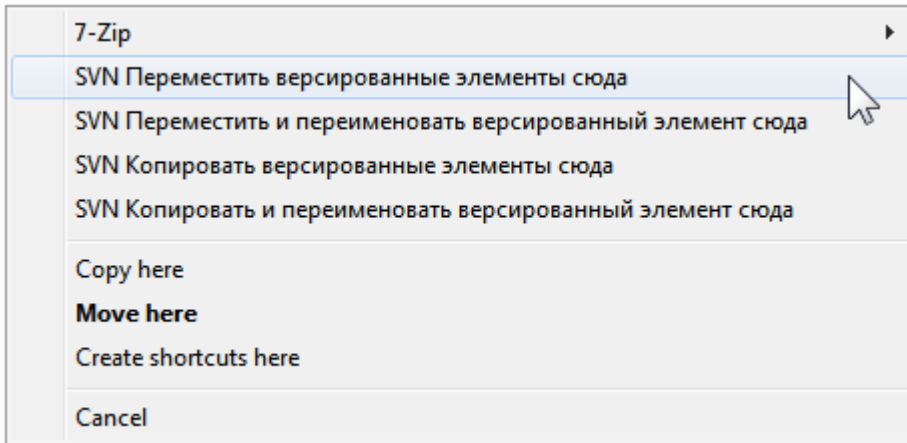 7-Zip
SVN Переместить версированные элементы сюда
SVN Переместить и переименовать версированный элемент сюда
SVN Копировать версированные элементы сюда
SVN Копировать и переименовать версированный элемент сюда
Copy here
Move here
Create shortcuts here
Cancel